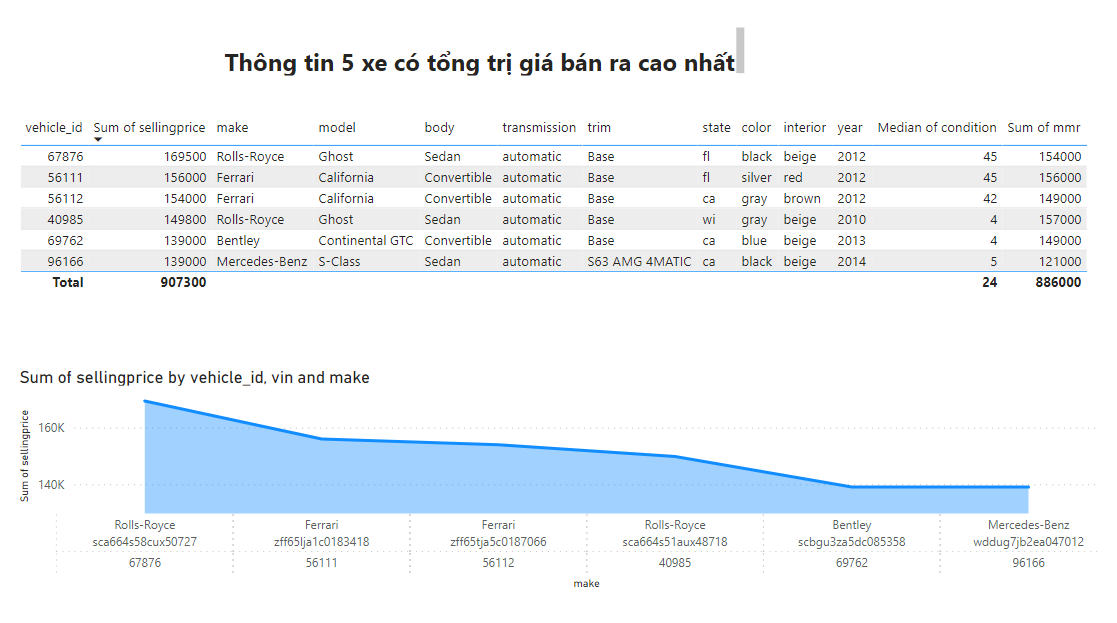 Thông tin 5 xe có tổng trị giá bán ra cao nhất
vehicle_id Sum of sellingprice make model body transmission trim state color interior year Median of condition Sum of mmr
67876 169500 Rolls-Royce Ghost Sedan automatic Base fl black beige 2012 45 154000
56111 156000 Ferrari California Convertible automatic Base fl silver red 2012 45 156000
56112 154000 Ferrari California Convertible automatic Base ca gray brown 2012 42 149000
40985 149800 Rolls-Royce Ghost Sedan automatic Base wi gray beige 2010 4 157000
69762 139000 Bentley Continental GTC Convertible automatic Base ca blue beige 2013 4 149000
96166 139000 Mercedes-Benz S-Class Sedan automatic S63 AMG 4MATIC ca black beige 2014 5 121000
Total 907300 24 886000
Sum of sellingprice by vehicle_id, vin and make
Sum of sellingprice
160K
140K
Rolls-Royce Ferrari Ferrari Rolls-Royce Bentley Mercedes-Benz
sca664s58cux50727 zff65lja1c0183418 zff65tja5c0187066 sca664s51aux48718 scbgu3za5dc085358 wddug7jb2ea047012
67876 56111 56112 40985 69762 96166
make